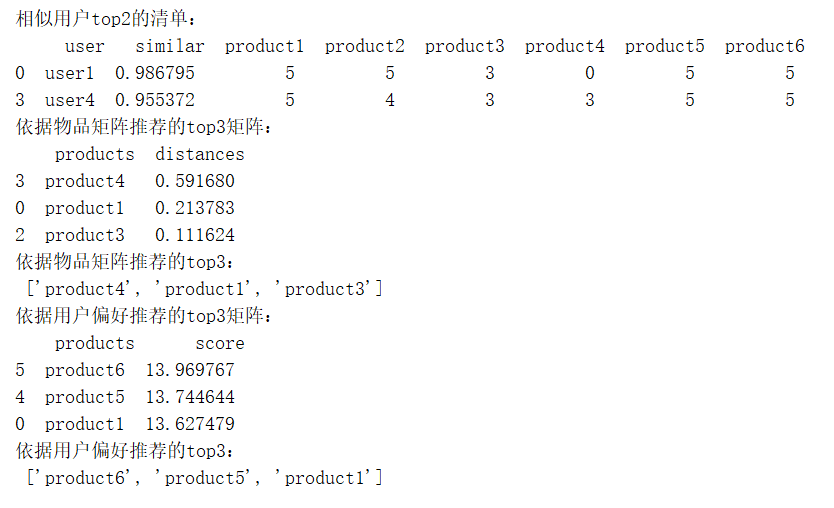 相似用户top2的清单:
user similar product1 product2 product3 product4 product5 product6
0 user1 0.986795 5 5 3 0 5 5
3 user4 0.955372 5 4 3 3 5 5
依据物品矩阵推荐的top3矩阵:
products distances
3 product4 0.591680
0 product1 0.213783
2 product3 0.111624
依据物品矩阵推荐的top3:
['product4', 'product1', 'product3']
依据用户偏好推荐的top3矩阵:
products score
5 product6 13.969767
4 product5 13.744644
0 product1 13.627479
依据用户偏好推荐的top3:
['product6', 'product5', 'product1']